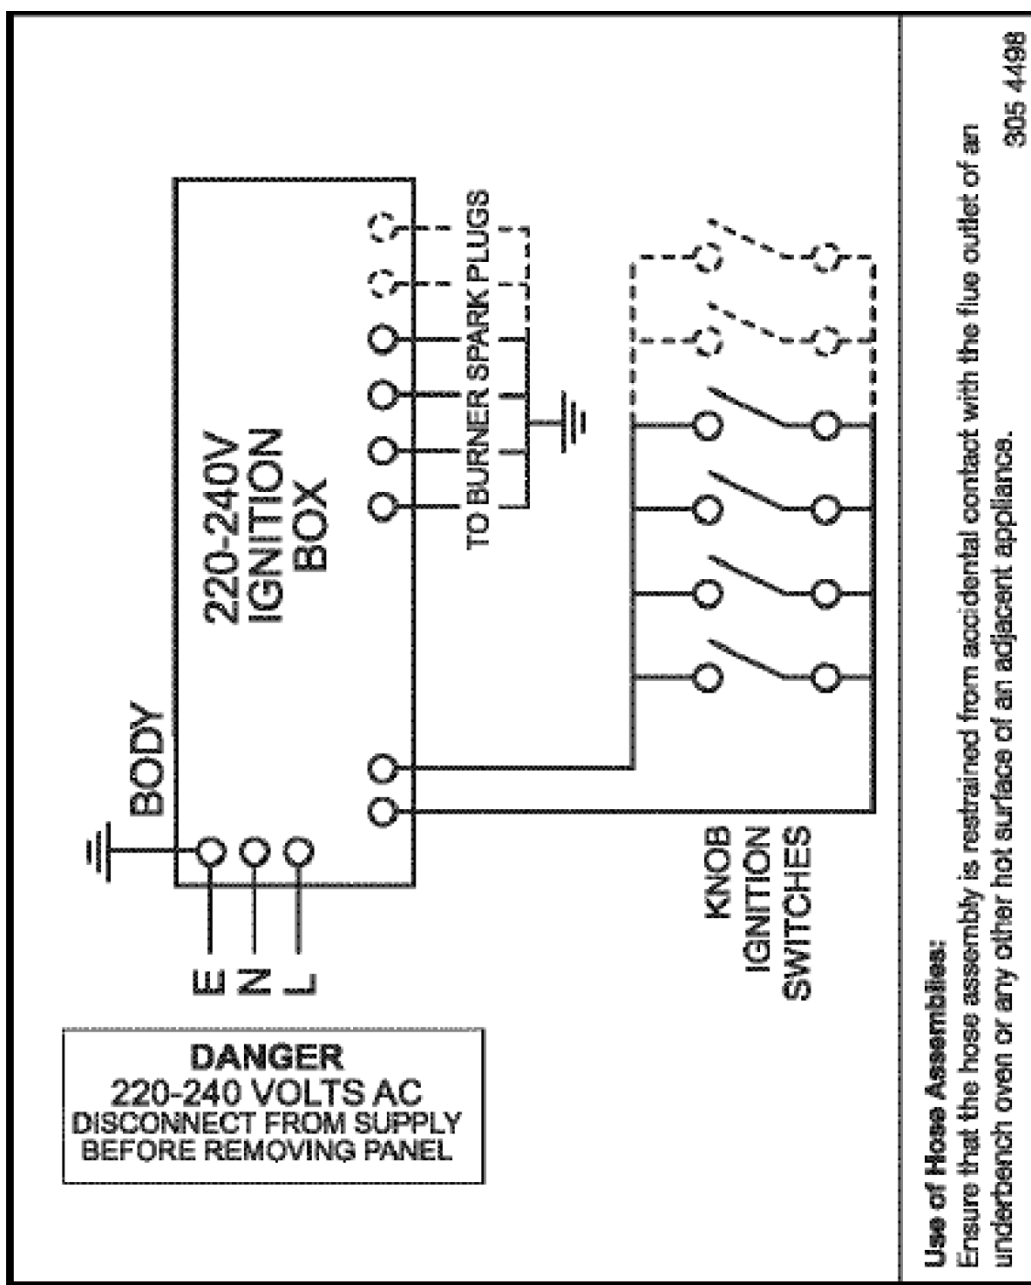 DANGER
220-240 VOLTS AC
DISCONNECT FROM SUPPLY
BEFORE REMOVING PANEL
E
N
L
BODY
220-240V
IGNITION
BOX
TO BURNER SPARK PLUGS
KNOB
IGNITION
SWITCHES
Use of Hose Assemblies:
Ensure that the hose assembly is restrained from accidental contact with the flue outlet of an
underbench oven or any other hot surface of an adjacent appliance.
305 4498